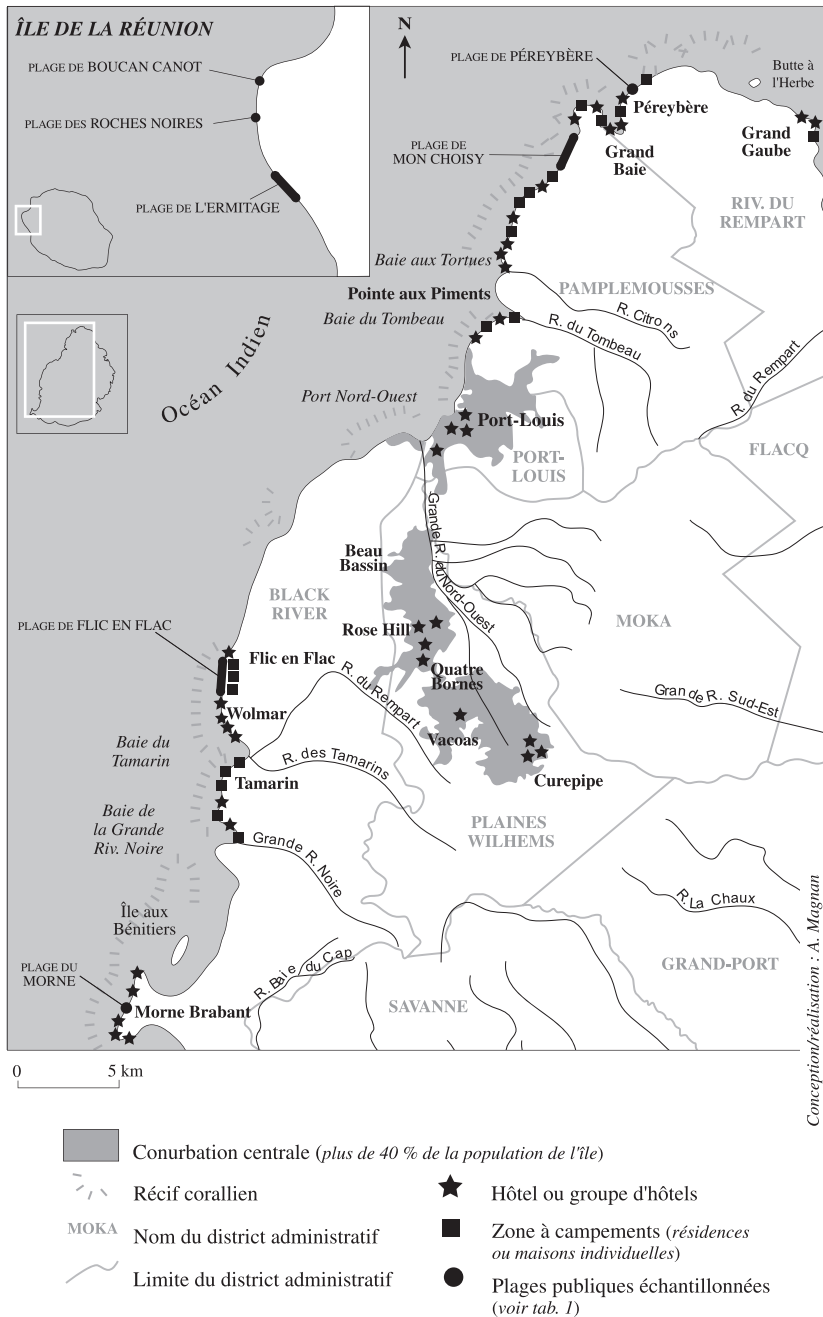 ÎLE DE LA RÉUNION
PLAGE DE BOUCAN CANOT
PLAGE DES ROCHES NOIRES
PLAGE DE L'ERMITAGE
N
PLAGE DE PÉREYBÈRE
Butte à
l'Herbe
Péreybère
Grand
Gaube
PLAGE DE
MON CHOISY
Grand
Baie
RIV. DU
REMPART
Baie aux Tortues
PAMPLEMOUSSES
Pointe aux Piments
R. Citrons
Baie du Tombeau
R. du Tombeau
Océan Indien
R. du Rempart
Port Nord-Ouest
Port-Louis
PORT-
LOUIS
FLACQ
Grande R. du Nord-Ouest
Beau
Bassin
BLACK
RIVER
MOKA
PLAGE DE FLIC EN FLAC
Rose Hill
Flic en Flac
Quatre
Bornes
R. du Rempart
Grande R. Sud-Est
Wolmar
Vacoas
Baie du
Tamarin
R. des Tamarins
Curepipe
Tamarin
Baie de
la Grande
Riv. Noire
PLAINES
WILHEMS
Grande R. Noire
R. La Chaux
Île aux
Bénitiers
GRAND-PORT
PLAGE DU
MORNE
R. Baie du Cap
Morne Brabant
SAVANNE
Conception/réalisation : A. Magnan
0 5 km
Conurbation centrale (plus de 40 % de la population de l'île)
Récif corallien
MOKA Nom du district administratif
Limite du district administratif
Hôtel ou groupe d'hôtels
Zone à campements (résidences
ou maisons individuelles)
Plages publiques échantillonnées
(voir tab. 1)